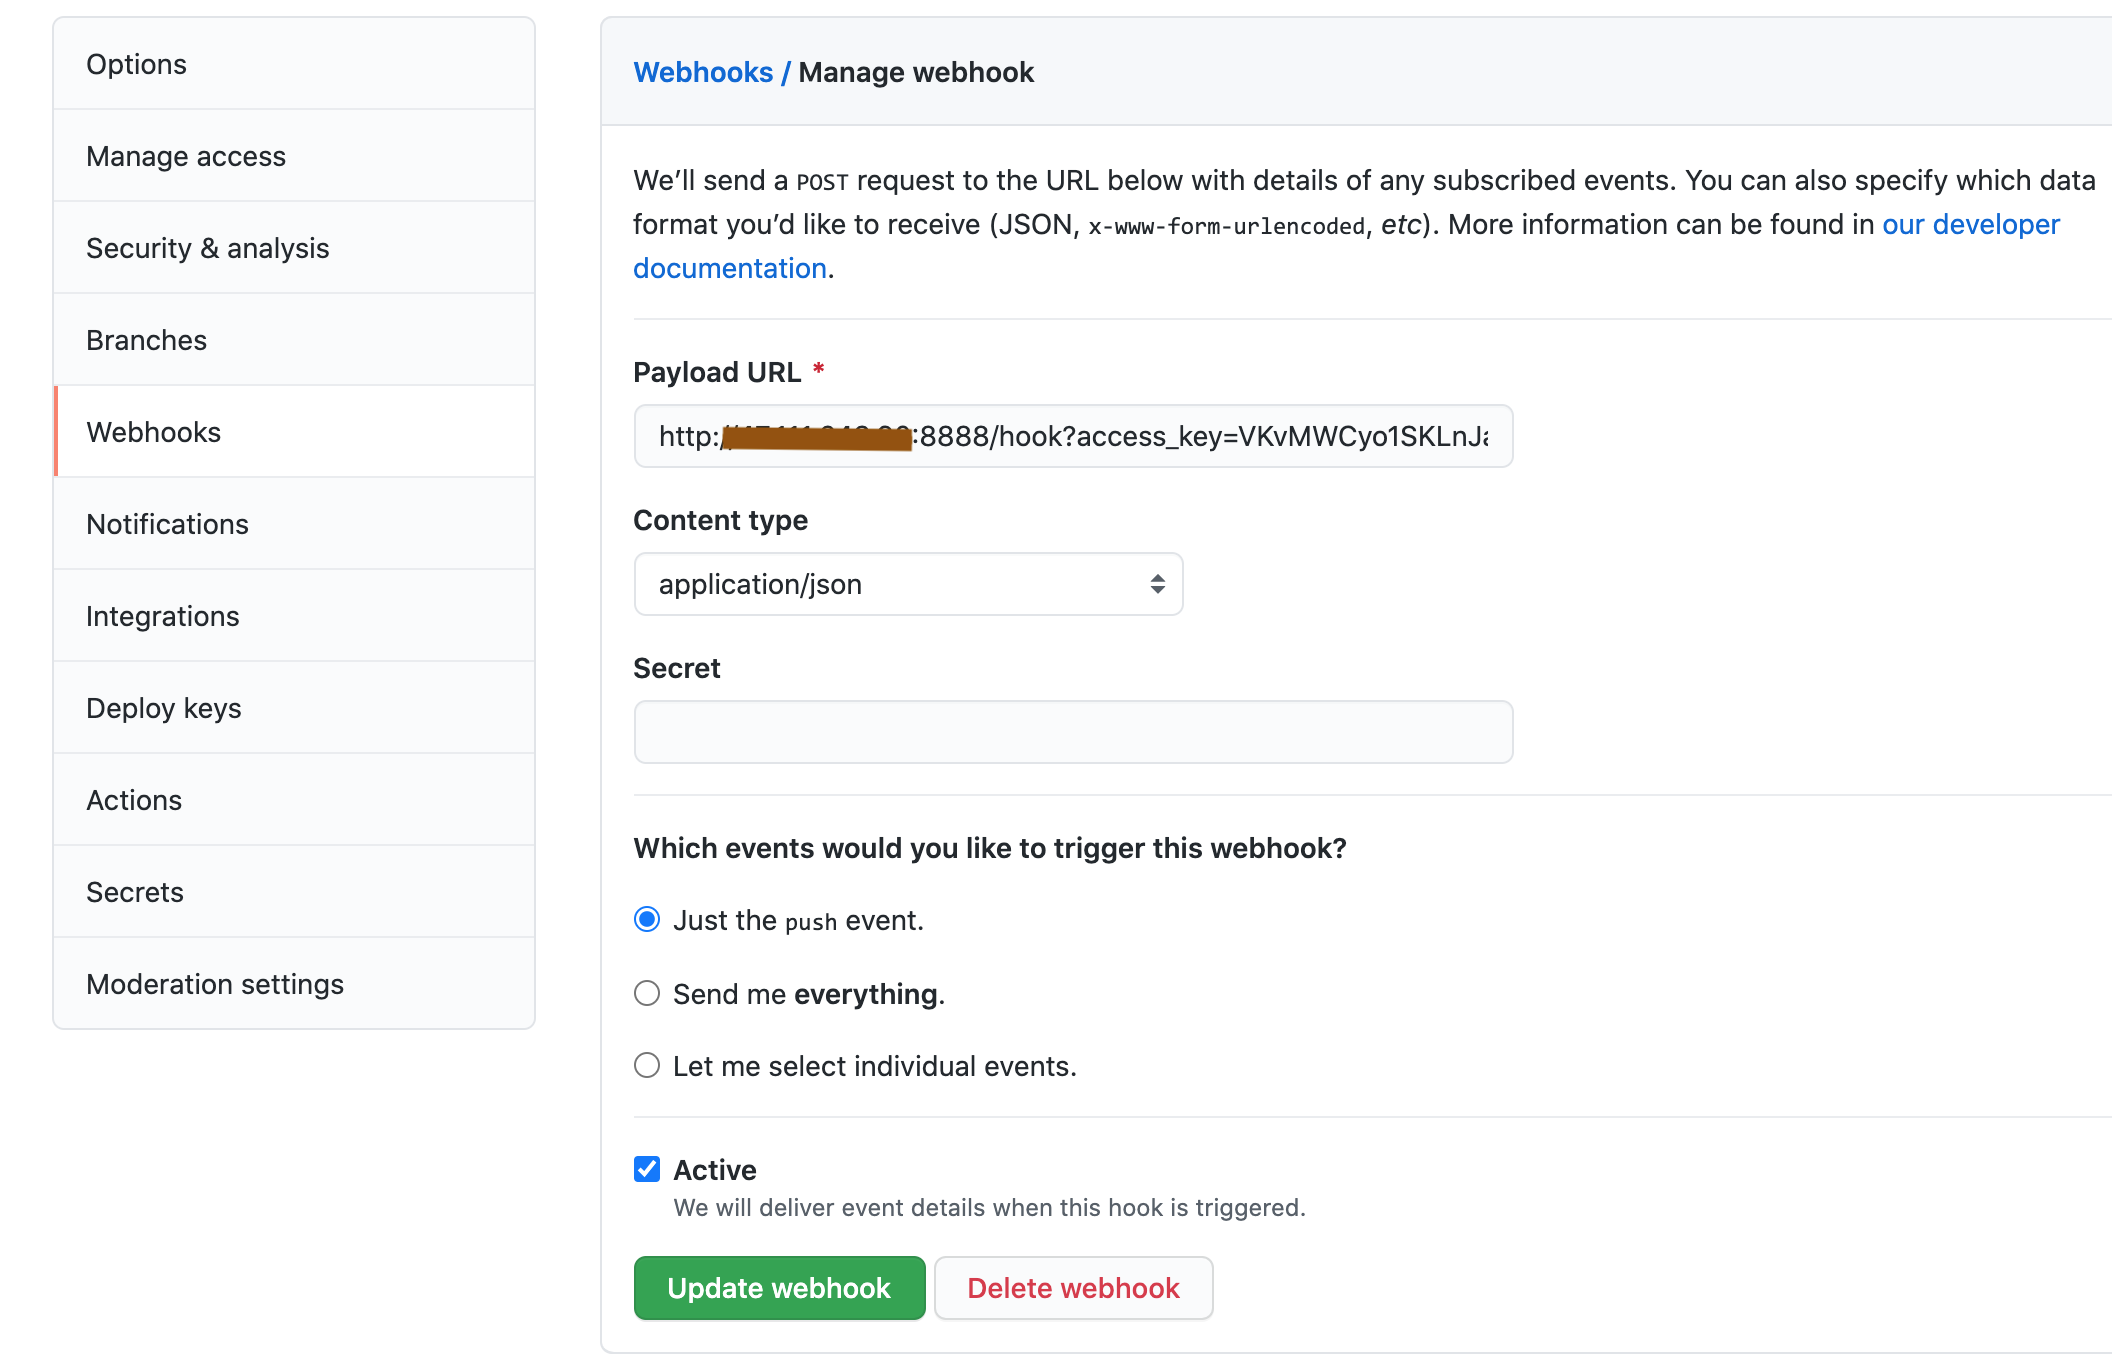 Options
Manage access
Security & analysis
Branches
Webhooks
Notifications
Integrations
Deploy keys
Actions
Secrets
Moderation settings
Webhooks / Manage webhook
We’ll send a POST request to the URL below with details of any subscribed events. You can also specify which data
format you’d like to receive (JSON, x-www-form-urlencoded, etc). More information can be found in our developer
documentation.
Payload URL *
http:// :8888/hook?access_key=VKvMWCyo1SKLnJa
Content type
application/json
Secret
Which events would you like to trigger this webhook?
Just the push event.
Send me everything.
Let me select individual events.
Active
We will deliver event details when this hook is triggered.
Update webhook
Delete webhook